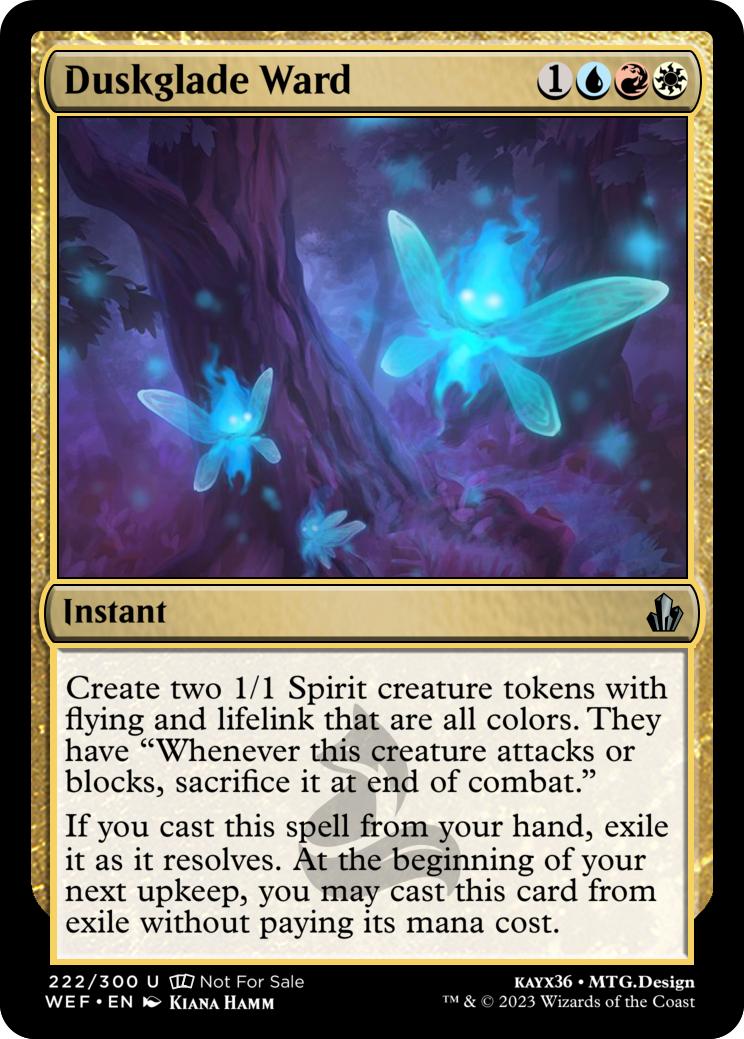 Duskglade Ward 1
Instant
Create two 1/1 Spirit creature tokens with
flying and lifelink that are all colors. They
have “Whenever this creature attacks or
blocks, sacrifice it at end of combat.”
If you cast this spell from your hand, exile
it as it resolves. At the beginning of your
next upkeep, you may cast this card from
exile without paying its mana cost.
222/300 U Not For Sale KAYX36 • MTG.Design
WEF • EN KIANA HAMM ™ & © 2023 Wizards of the Coast